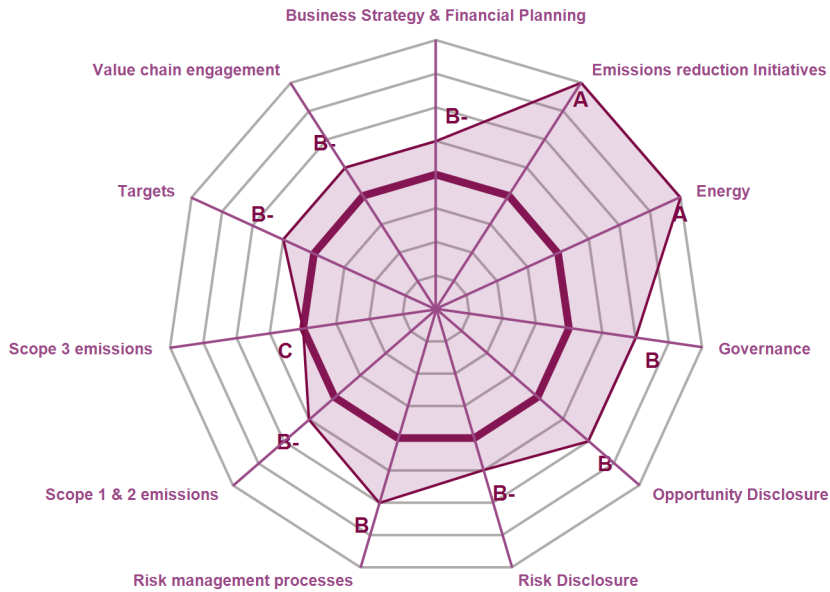 Business Strategy & Financial Planning
Value chain engagement
Emissions reduction Initiatives
A
B-
B-
Targets
Energy
B-
A
Scope 3 emissions
Governance
C
B
B-
B
Scope 1 & 2 emissions
Opportunity Disclosure
B-
B
Risk management processes
Risk Disclosure